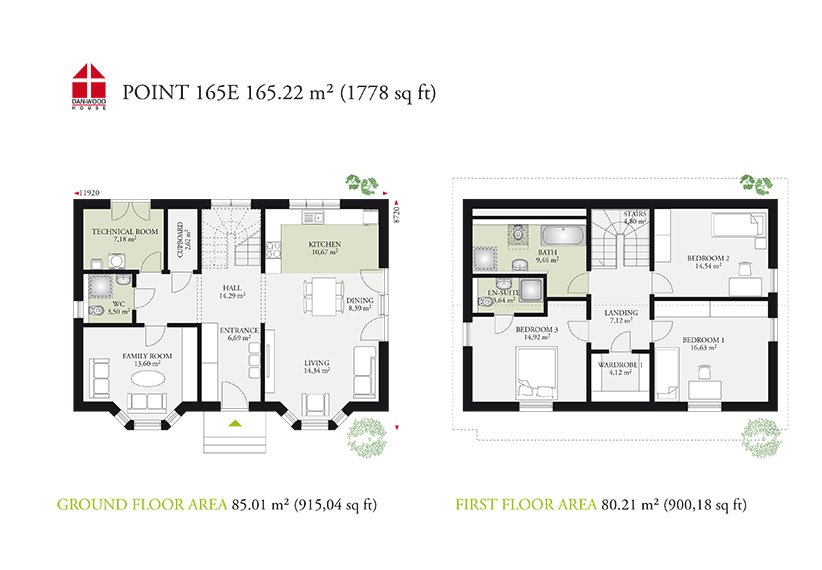 DAN-WOOD
HOUSE
POINT 165E 165.22 m² (1778 sq ft)
11920
8720
TECHNICAL ROOM
7,18 m²
CUPBOARD
2,62 m²
KITCHEN
10,67 m²
HALL
14,29 m²
WC
3,50 m²
DINING
8,39 m²
ENTRANCE
6,69 m²
FAMILY ROOM
13,60 m²
LIVING
14,34 m²
STAIRS
4,80 m²
BATH
9,46 m²
BEDROOM 2
14,54 m²
EN-SUITE
3,64 m²
LANDING
7,12 m²
BEDROOM 3
14,92 m²
BEDROOM 1
16,63 m²
WARDROBE 1
4,12 m²
GROUND FLOOR AREA 85.01 m² (915,04 sq ft)
FIRST FLOOR AREA 80.21 m² (900,18 sq ft)